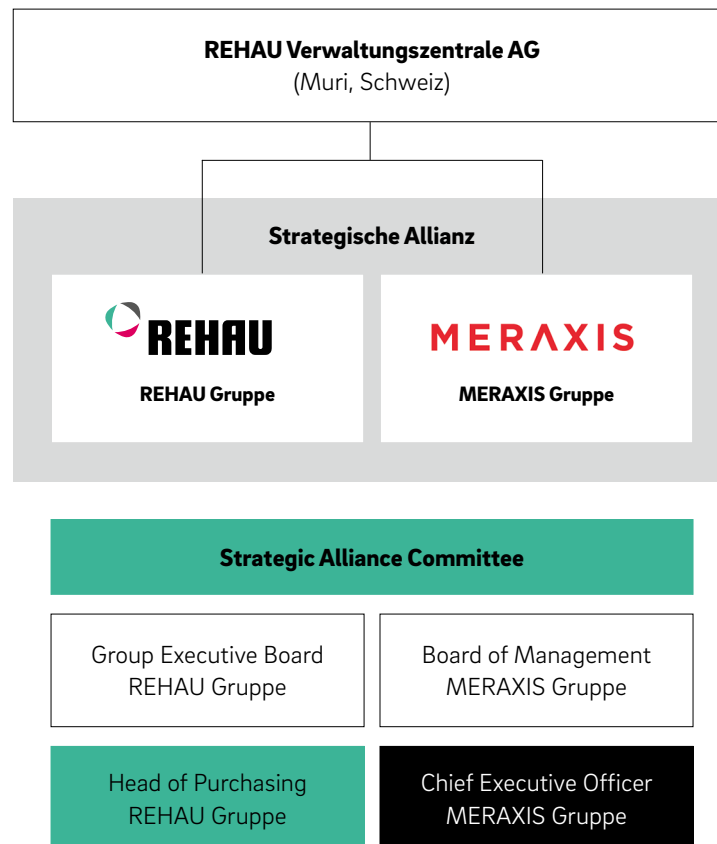 REHAU Verwaltungszentrale AG
(Muri, Schweiz)
Strategische Allianz
REHAU
REHAU Gruppe
MERAXIS
MERAXIS Gruppe
Strategic Alliance Committee
Group Executive Board
REHAU Gruppe
Board of Management
MERAXIS Gruppe
Head of Purchasing
REHAU Gruppe
Chief Executive Officer
MERAXIS Gruppe